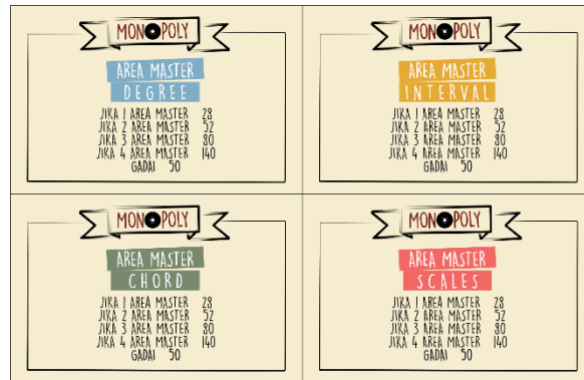 MONOPOLY
AREA MASTER
DEGREE
JIKA 1 AREA MASTER 28
JIKA 2 AREA MASTER 52
JIKA 3 AREA MASTER 80
JIKA 4 AREA MASTER 140
GADAI 50
MONOPOLY
AREA MASTER
INTERVAL
JIKA 1 AREA MASTER 28
JIKA 2 AREA MASTER 52
JIKA 3 AREA MASTER 80
JIKA 4 AREA MASTER 140
GADAI 50
MONOPOLY
AREA MASTER
CHORD
JIKA 1 AREA MASTER 28
JIKA 2 AREA MASTER 52
JIKA 3 AREA MASTER 80
JIKA 4 AREA MASTER 140
GADAI 50
MONOPOLY
AREA MASTER
SCALES
JIKA 1 AREA MASTER 28
JIKA 2 AREA MASTER 52
JIKA 3 AREA MASTER 80
JIKA 4 AREA MASTER 140
GADAI 50